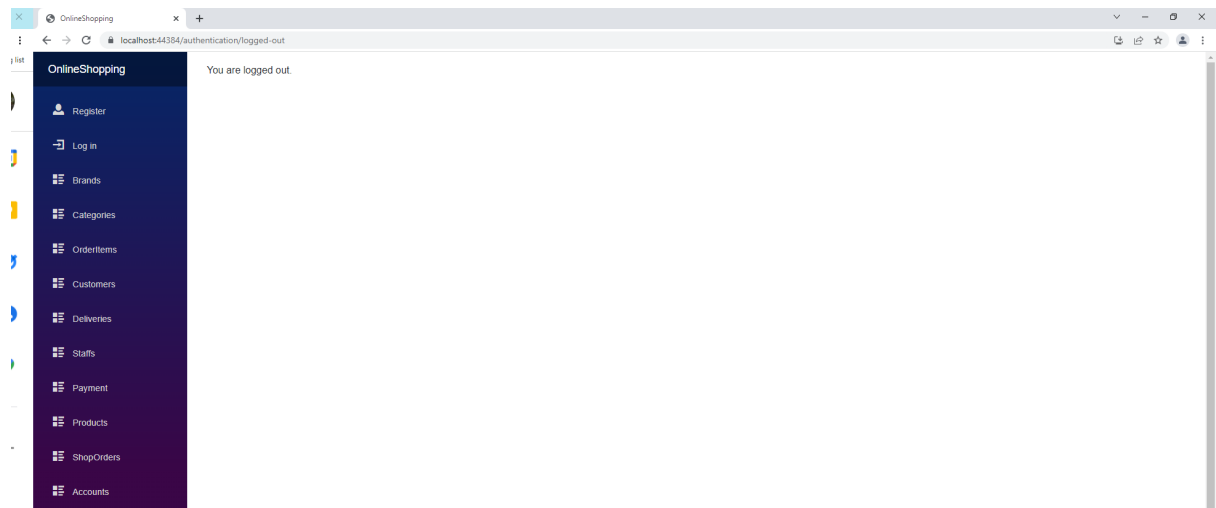 OnlineShopping
localhost:44384/authentication/logged-out
list
OnlineShopping
You are logged out.
Register
Log in
Brands
Categories
OrderItems
Customers
Deliveries
Staffs
Payment
Products
ShopOrders
Accounts